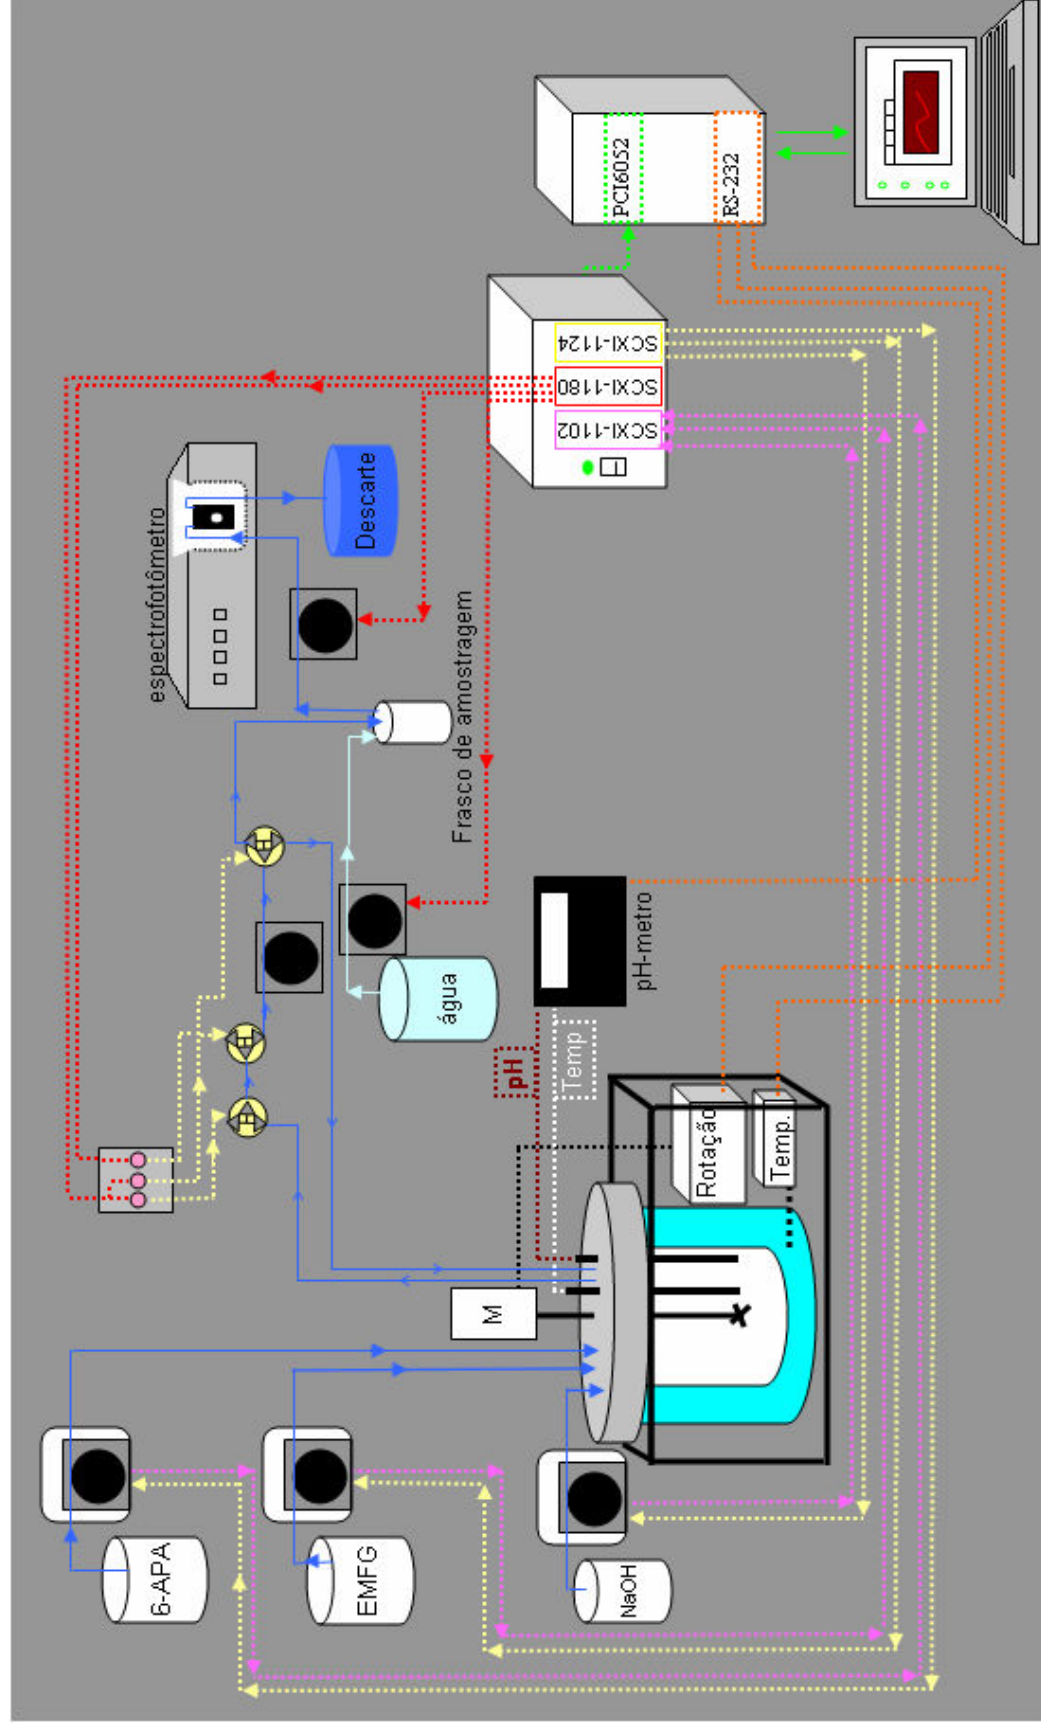 6-APA
EMFG
NaOH
M
Rotação
Temp.
pH
Temp
pH-metro
água
Frasco de amostragem
espectrofotômetro
Descarte
H
H
H
SCXI-1102
SCXI-1180
SCXI-1124
PCI6052
RS-232